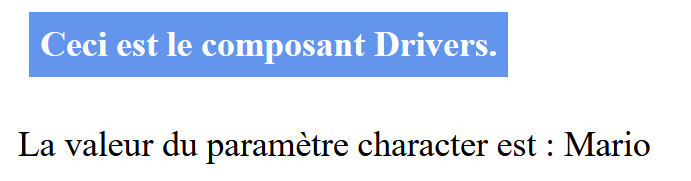 Ceci est le composant Drivers.
La valeur du paramètre character est : Mario